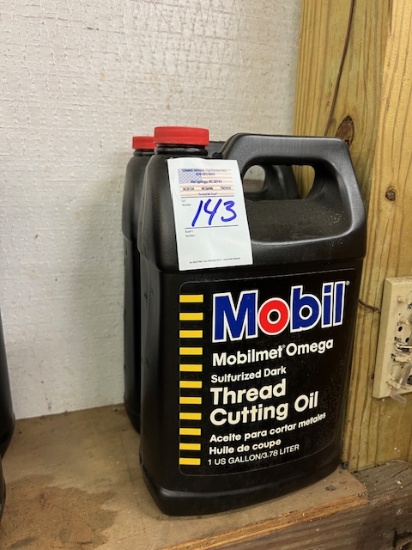 143
Mobil
Mobilmet® Omega
Sulfurized Dark
Thread
Cutting Oil
Aceite para cortar metales
Huile de coupe
1 US GALLON/3.78 LITER